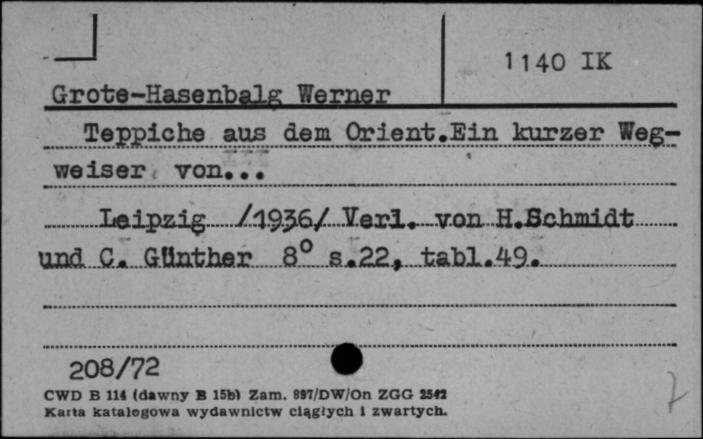 1140 IK
Grote-Hasenbalg Werner
Teppiche aus dem Orient.Ein kurzer Weg-
weiser von...
Leipzig /1936/ Verl. von H.Schmidt
und C. Günther 8° s.22, tabl.49.
208/72
CWD B 114 (dawny B 15b) Zam. 897/DW/On ZGG 2542
Karta katalogowa wydawnictw ciągłych i zwartych.
7